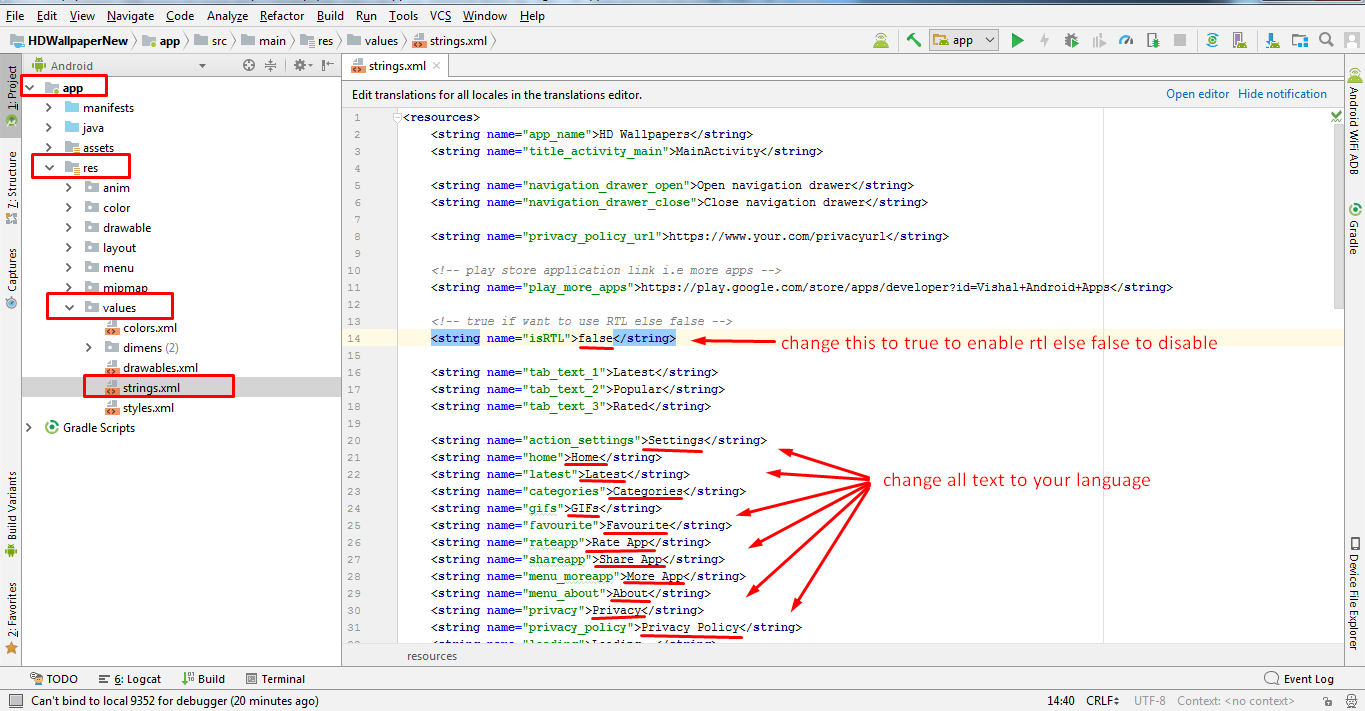 File Edit View Navigate Code Analyze Refactor Build Run Tools VCS Window Help
HDWallpaperNew app src main res values strings.xml app
1: Project
7: Structure
Captures
Build Variants
2: Favorites
Android
app
manifests
java
assets
res
anim
color
drawable
layout
menu
mipmap
values
colors.xml
dimens (2)
drawables.xml
strings.xml
styles.xml
Gradle Scripts
strings.xml
Edit translations for all locales in the translations editor. Open editor Hide notification
1 <resources>
2 <string name="app_name">HD Wallpapers</string>
3 <string name="title_activity_main">MainActivity</string>
4
5 <string name="navigation_drawer_open">Open navigation drawer</string>
6 <string name="navigation_drawer_close">Close navigation drawer</string>
7
8 <string name="privacy_policy_url">https://www.your.com/privacyurl</string>
9
10 <!-- play store application link i.e more apps -->
11 <string name="play_more_apps">https://play.google.com/store/apps/developer?id=Vishal+Android+Apps</string>
12
13 <!-- true if want to use RTL else false -->
14 <string name="isRTL">false</string> change this to true to enable rtl else false to disable
15
16 <string name="tab_text_1">Latest</string>
17 <string name="tab_text_2">Popular</string>
18 <string name="tab_text_3">Rated</string>
19
20 <string name="action_settings">Settings</string>
21 <string name="home">Home</string>
22 <string name="latest">Latest</string>
change all text to your language
23 <string name="categories">Categories</string>
24 <string name="gifs">GIFs</string>
25 <string name="favourite">Favourite</string>
26 <string name="rateapp">Rate App</string>
27 <string name="shareapp">Share App</string>
28 <string name="menu_moreapp">More App</string>
29 <string name="menu_about">About</string>
30 <string name="privacy">Privacy</string>
31 <string name="privacy_policy">Privacy Policy</string>
resources
Android WiFi ADB
Gradle
Device File Explorer
TODO 6: Logcat Build Terminal Event Log
Can't bind to local 9352 for debugger (20 minutes ago) 14:40 CRLF UTF-8 Context: <no context>